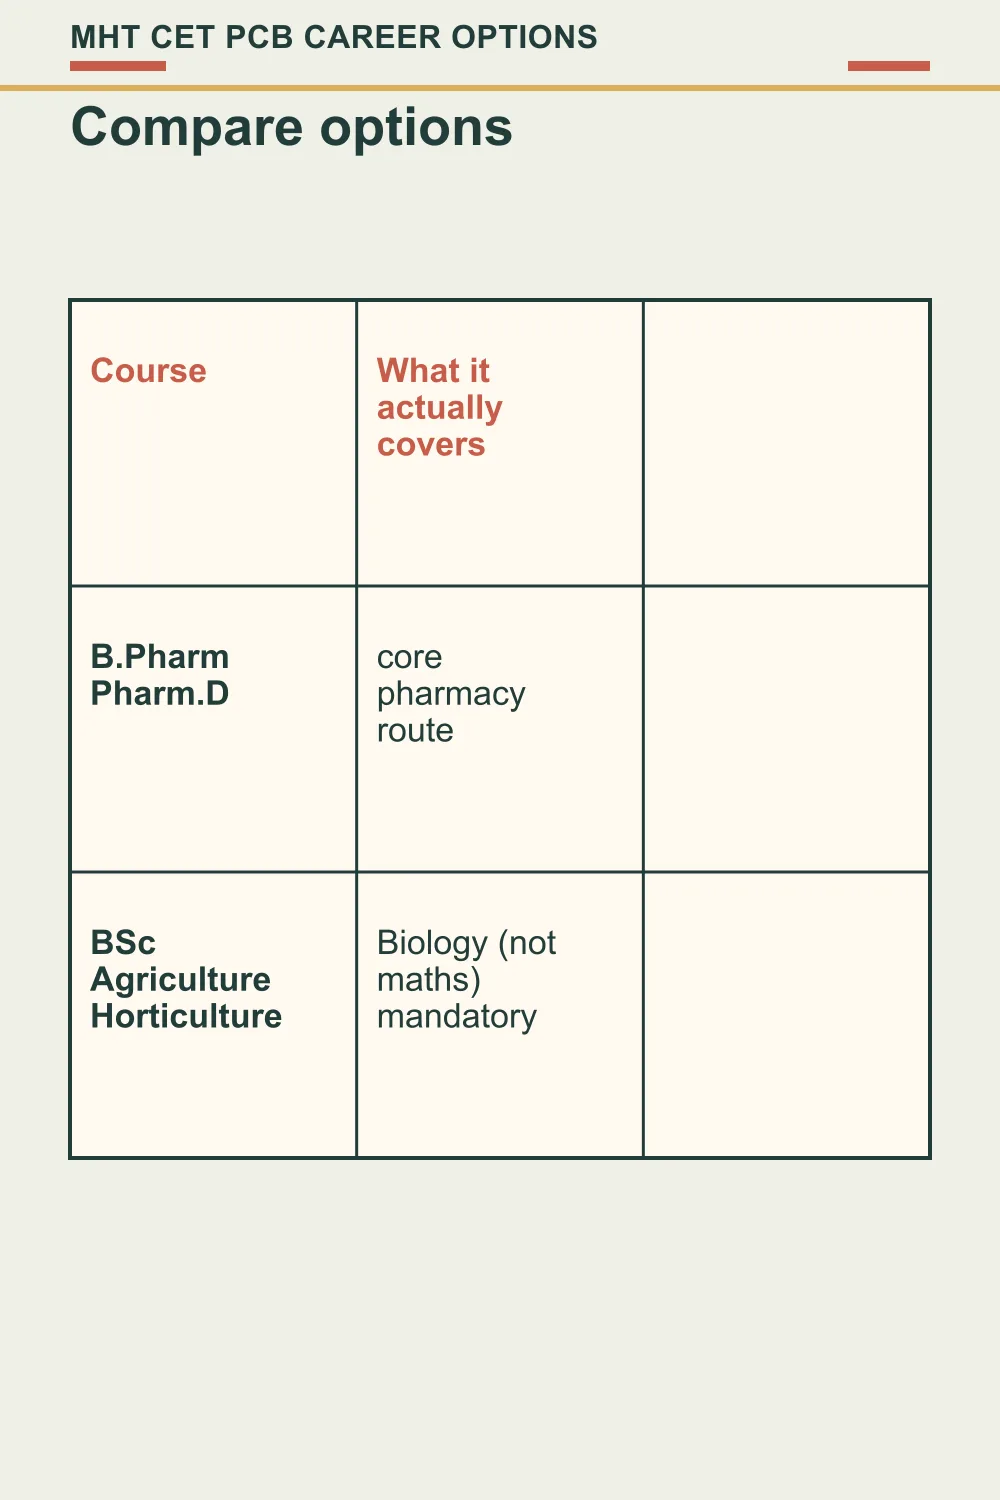 MHT CET PCB CAREER OPTIONS
Compare options
Course
What it
actually
covers
B.Pharm
Pharm.D
core
pharmacy
route
BSc
Agriculture
Horticulture
Biology (not
maths)
mandatory